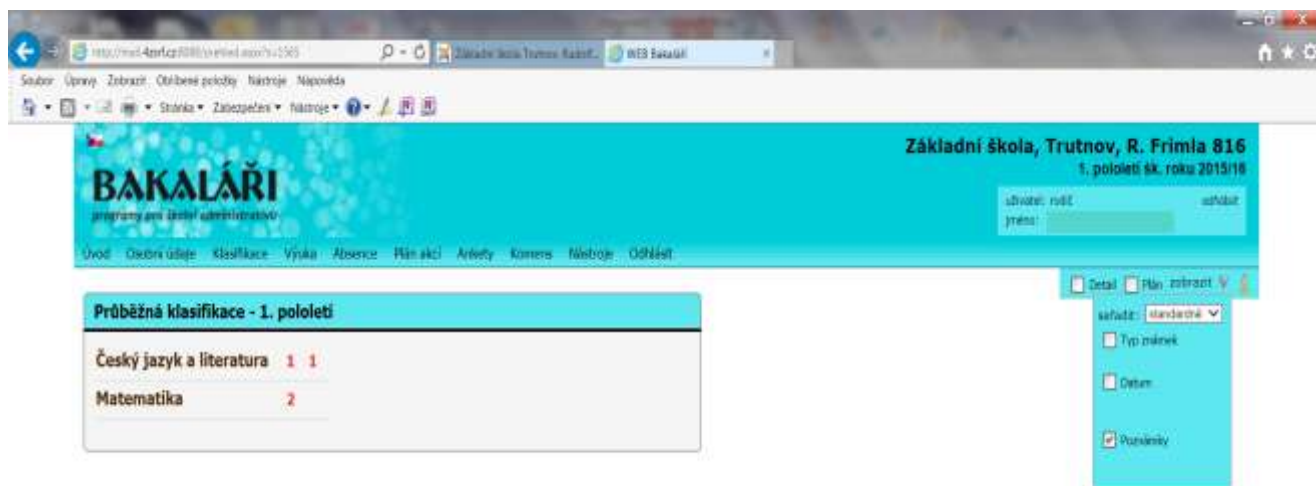 WEB Bakaláři
Soubor Úpravy Zobrazit Oblíbené položky Nástroje Nápověda
Stránka Zabezpečení Nástroje
Základní škola, Trutnov, R. Frimla 816
1. pololetí šk. roku 2015/16
BAKALÁŘI
programy pro školní administrativu
uživatel: rodič odhlásit
jméno:
Úvod Osobní údaje Klasifikace Výuka Absence Plán akcí Ankety Komens Nástroje Odhlásit
Detail Plán zobrazit
Průběžná klasifikace - 1. pololetí
seřadit: standardně
Typ známek
Český jazyk a literatura 1 1
Datum
Matematika 2
Poznámky